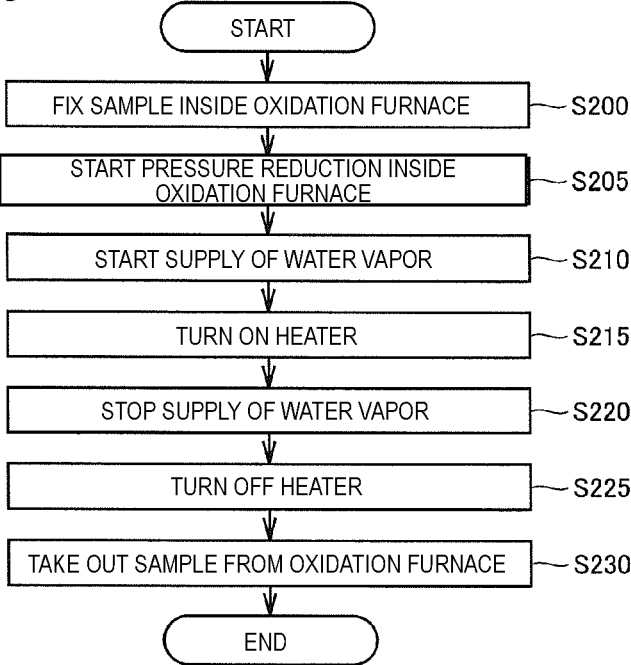 START
FIX SAMPLE INSIDE OXIDATION FURNACE S200
START PRESSURE REDUCTION INSIDE
OXIDATION FURNACE S205
START SUPPLY OF WATER VAPOR S210
TURN ON HEATER S215
STOP SUPPLY OF WATER VAPOR S220
TURN OFF HEATER S225
TAKE OUT SAMPLE FROM OXIDATION FURNACE S230
END